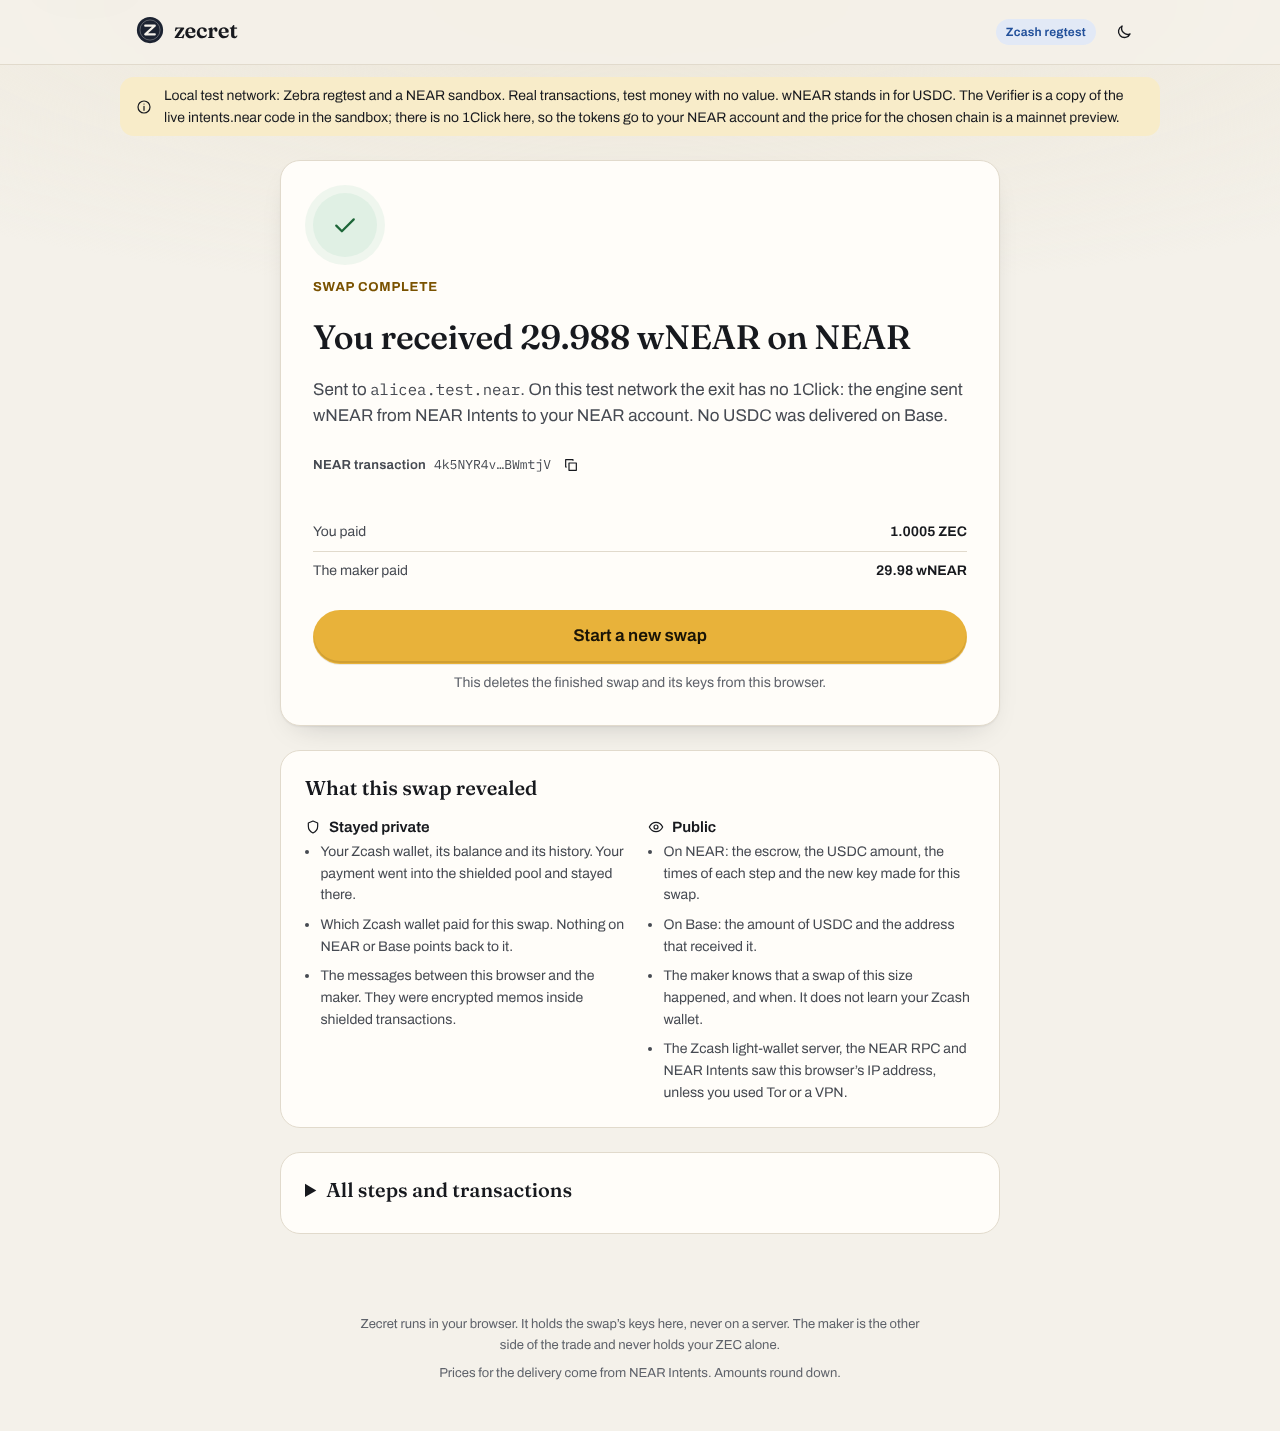 zecret
Zcash regtest
Local test network: Zebra regtest and a NEAR sandbox. Real transactions, test money with no value. wNEAR stands in for USDC. The Verifier is a copy of the
live intents.near code in the sandbox; there is no 1Click here, so the tokens go to your NEAR account and the price for the chosen chain is a mainnet preview.
SWAP COMPLETE
You received 29.988 wNEAR on NEAR
Sent to alicea.test.near. On this test network the exit has no 1Click: the engine sent
wNEAR from NEAR Intents to your NEAR account. No USDC was delivered on Base.
NEAR transaction 4k5NYR4v…BWmtjV
You paid 1.0005 ZEC
The maker paid 29.98 wNEAR
Start a new swap
This deletes the finished swap and its keys from this browser.
What this swap revealed
Stayed private
• Your Zcash wallet, its balance and its history. Your
payment went into the shielded pool and stayed
there.
• Which Zcash wallet paid for this swap. Nothing on
NEAR or Base points back to it.
• The messages between this browser and the
maker. They were encrypted memos inside
shielded transactions.
Public
• On NEAR: the escrow, the USDC amount, the
times of each step and the new key made for this
swap.
• On Base: the amount of USDC and the address
that received it.
• The maker knows that a swap of this size
happened, and when. It does not learn your Zcash
wallet.
• The Zcash light-wallet server, the NEAR RPC and
NEAR Intents saw this browser’s IP address,
unless you used Tor or a VPN.
All steps and transactions
Zecret runs in your browser. It holds the swap’s keys here, never on a server. The maker is the other
side of the trade and never holds your ZEC alone.
Prices for the delivery come from NEAR Intents. Amounts round down.